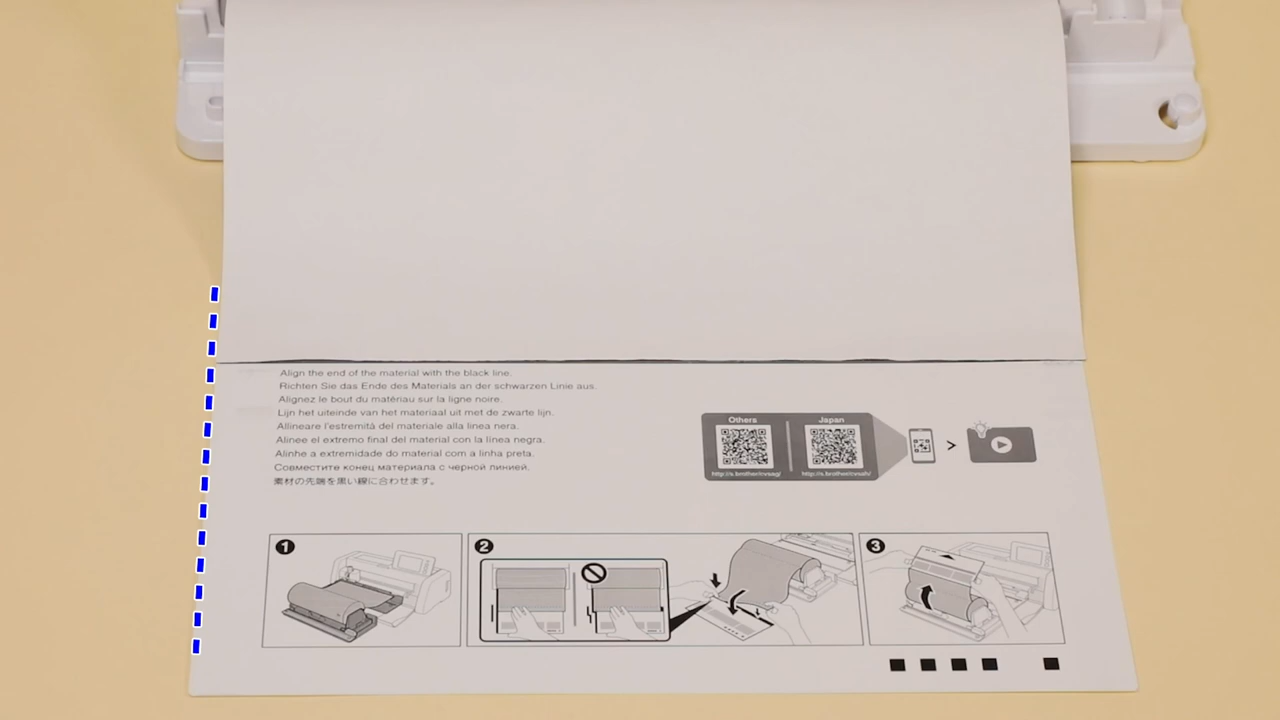 Align the end of the material with the black line.
Richten Sie das Ende des Materials an der schwarzen Linie aus.
Alignez le bout du matériau sur la ligne noire.
Lijn het uiteinde van het materiaal uit met de zwarte lijn.
Allineare l'estremità del materiale alla linea nera.
Alinee el extremo final del material con la línea negra.
Alinhe a extremidade do material com a linha preta.
Совместите конец материала с черной линией.
素材の先端を黒い線に合わせます。
Others
Japan
>
1
2
3